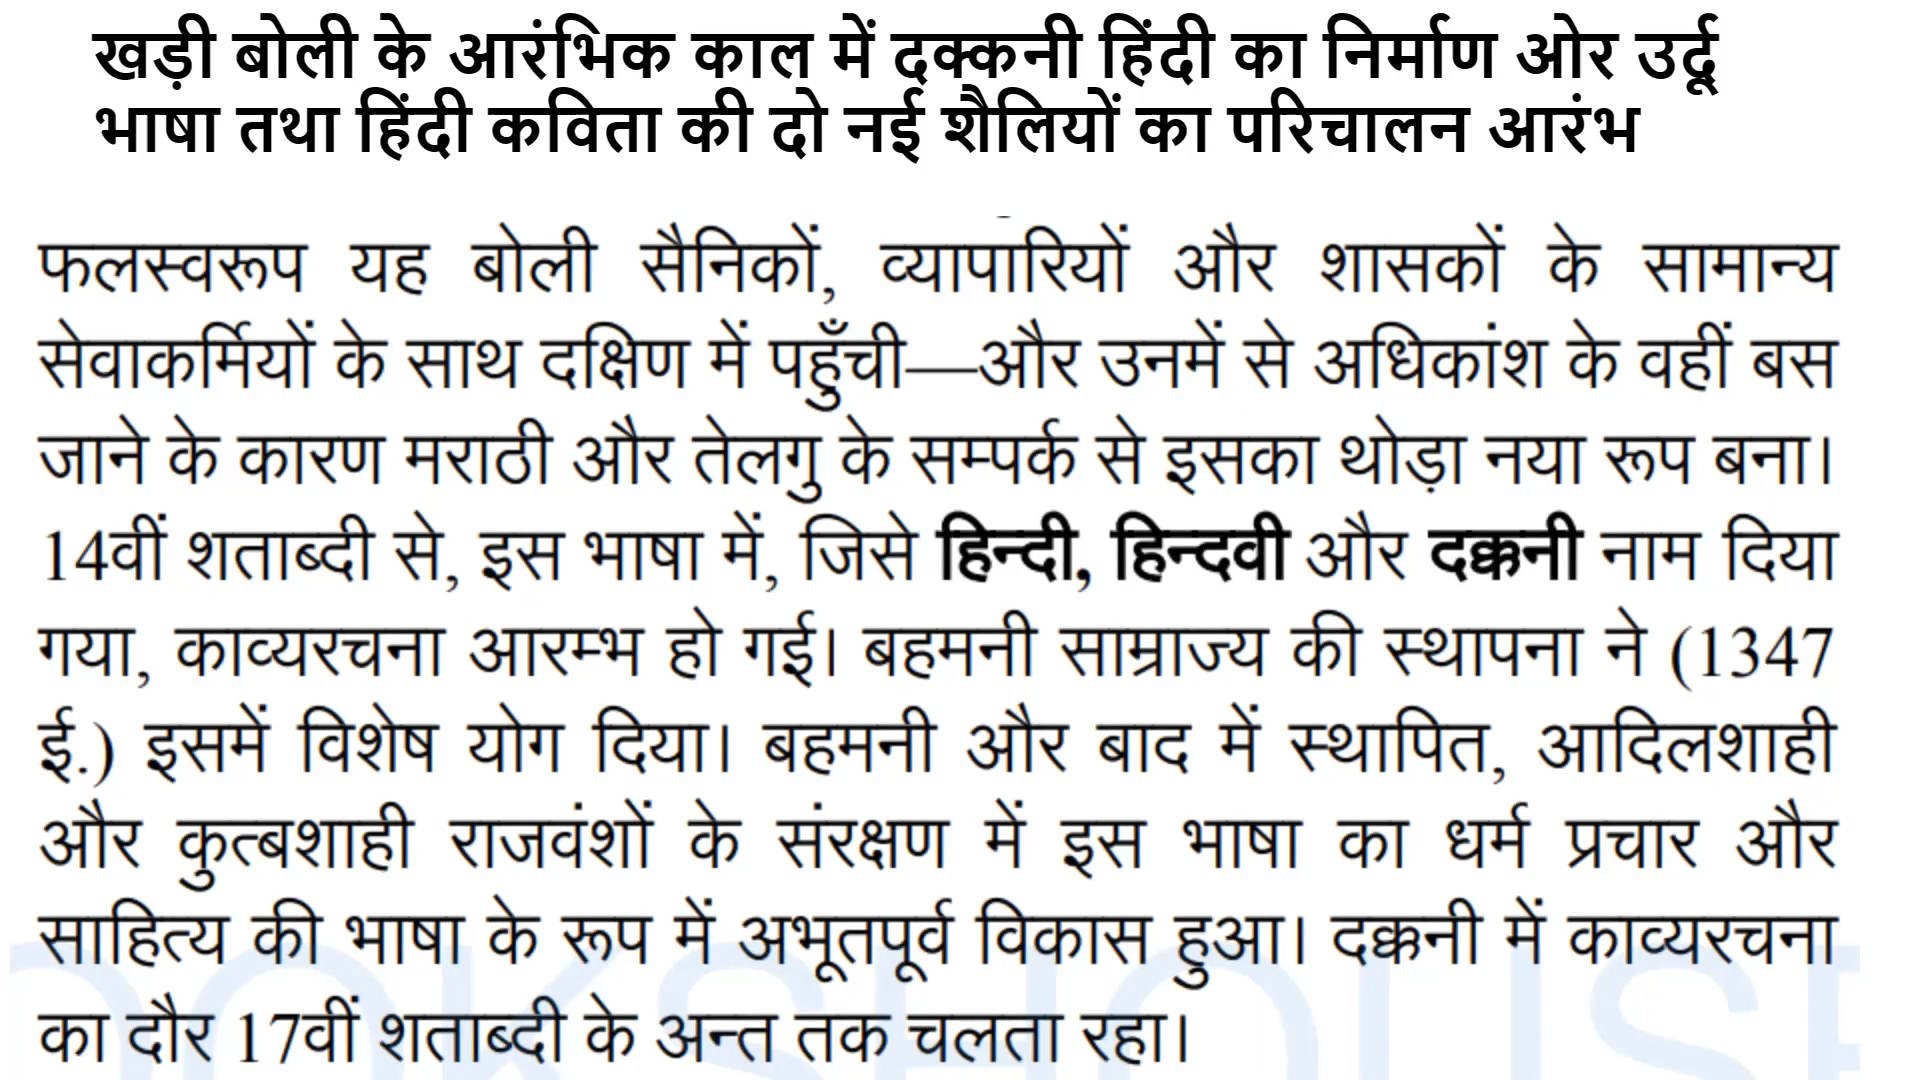 खड़ी बोली के आरंभिक काल में दक्कनी हिंदी का निर्माण ओर उर्दू
भाषा तथा हिंदी कविता की दो नई शैलियों का परिचालन आरंभ
फलस्वरूप यह बोली सैनिकों, व्यापारियों और शासकों के सामान्य
सेवाकर्मियों के साथ दक्षिण में पहुँची—और उनमें से अधिकांश के वहीं बस
जाने के कारण मराठी और तेलगु के सम्पर्क से इसका थोड़ा नया रूप बना।
14वीं शताब्दी से, इस भाषा में, जिसे हिन्दी, हिन्दवी और दक्कनी नाम दिया
गया, काव्यरचना आरम्भ हो गई। बहमनी साम्राज्य की स्थापना ने (1347
ई.) इसमें विशेष योग दिया। बहमनी और बाद में स्थापित, आदिलशाही
और कुत्बशाही राजवंशों के संरक्षण में इस भाषा का धर्म प्रचार और
साहित्य की भाषा के रूप में अभूतपूर्व विकास हुआ। दक्कनी में काव्यरचना
का दौर 17वीं शताब्दी के अन्त तक चलता रहा।